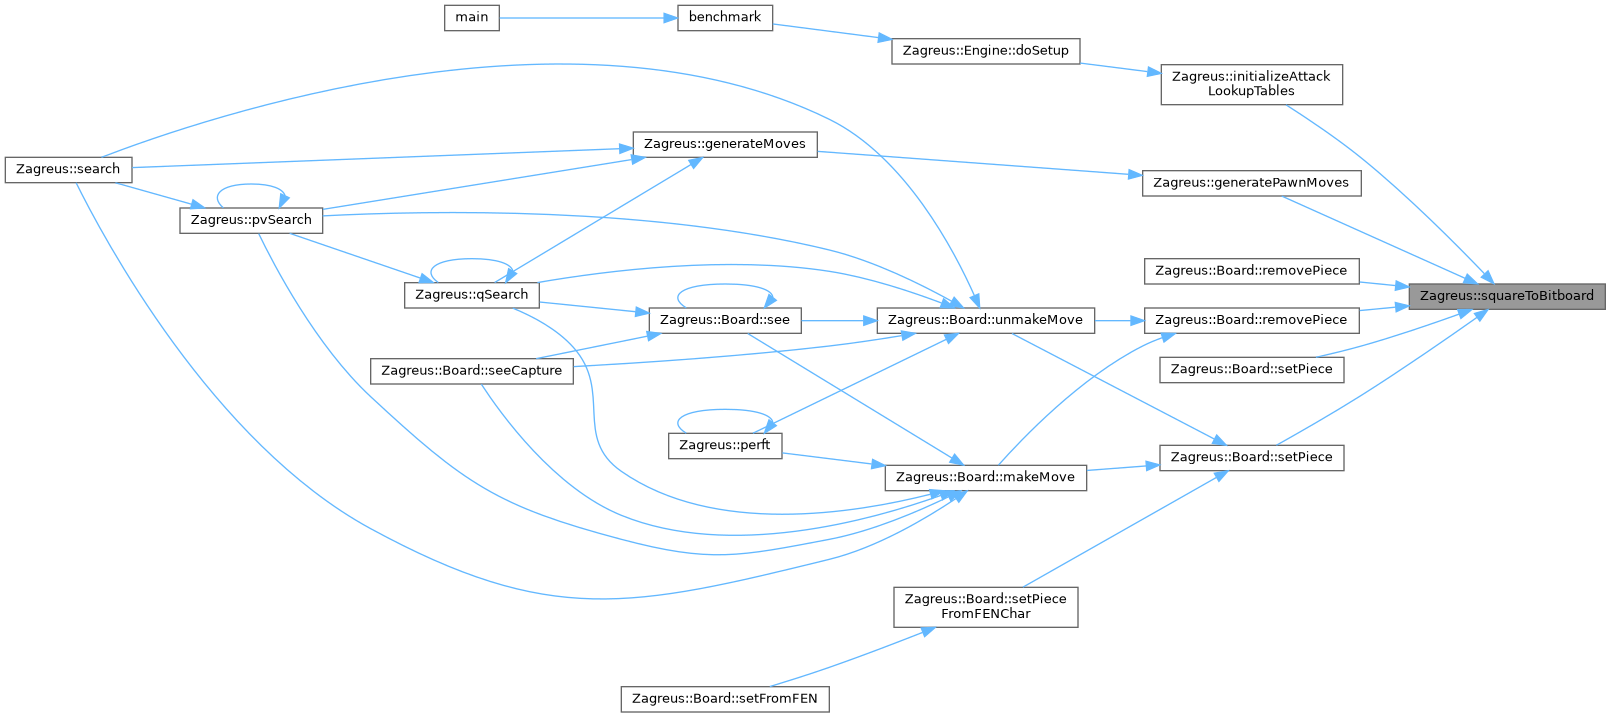 main
benchmark
Zagreus::Engine::doSetup
Zagreus::initializeAttack
LookupTables
Zagreus::generateMoves
Zagreus::search
Zagreus::generatePawnMoves
Zagreus::pvSearch
Zagreus::Board::removePiece
Zagreus::qSearch
Zagreus::squareToBitboard
Zagreus::Board::see
Zagreus::Board::unmakeMove
Zagreus::Board::removePiece
Zagreus::Board::seeCapture
Zagreus::Board::setPiece
Zagreus::perft
Zagreus::Board::setPiece
Zagreus::Board::makeMove
Zagreus::Board::setPiece
FromFENChar
Zagreus::Board::setFromFEN